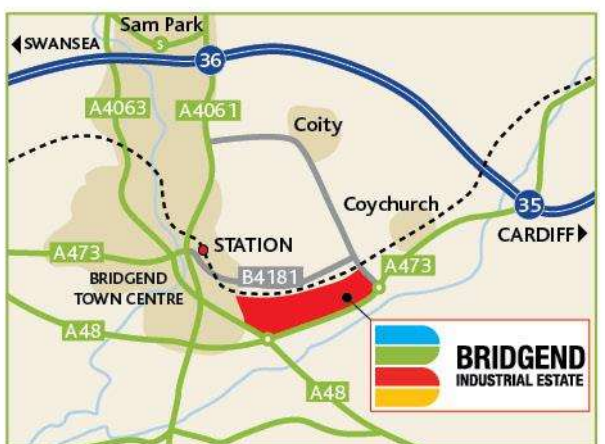 Sam Park
SWANSEA
S
36
A4063
A4061
Coity
Coychurch
35
CARDIFF
STATION
A473
A473
B4181
BRIDGEND
TOWN CENTRE
A48
A48
BRIDGEND
INDUSTRIAL ESTATE